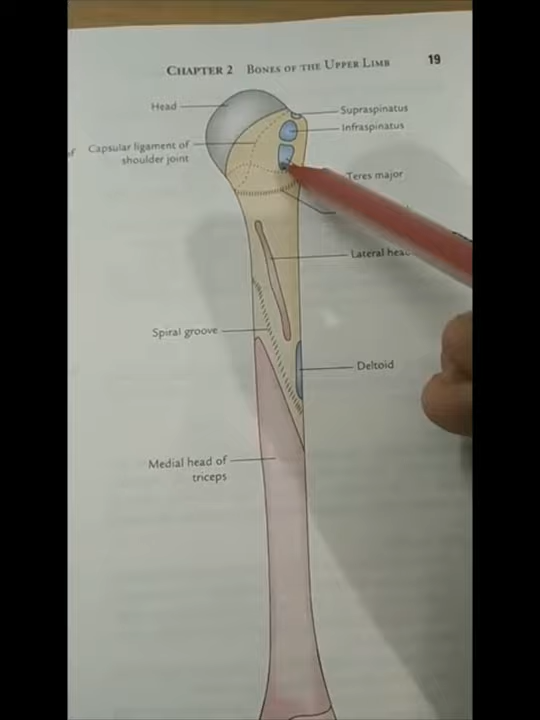 CHAPTER 2 BONES OF THE UPPER LIMB 19
Head
Supraspinatus
Infraspinatus
Capsular ligament of
shoulder joint
Teres major
Lateral
Spiral groove
Deltoid
Medial head of
triceps